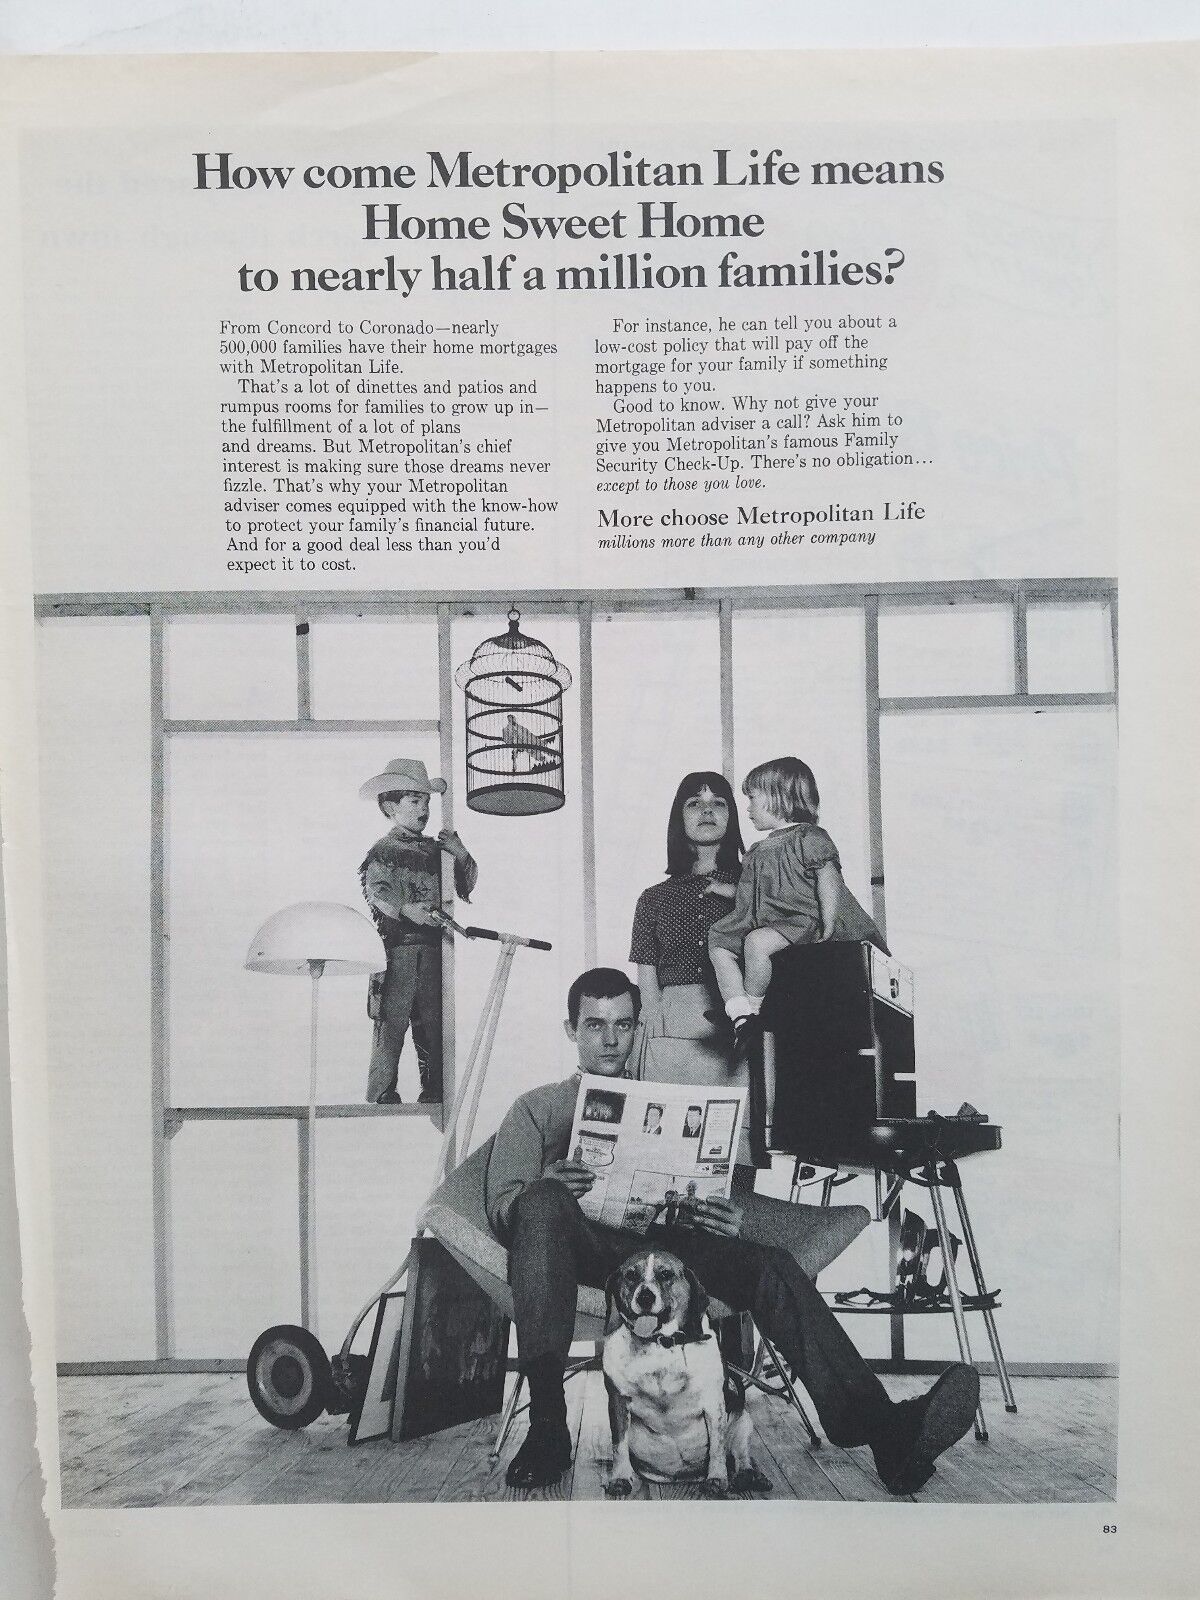 How come Metropolitan Life means
Home Sweet Home
to nearly half a million families?
From Concord to Coronado—nearly
500,000 families have their home mortgages
with Metropolitan Life.
That's a lot of dinettes and patios and
rumpus rooms for families to grow up in—
the fulfillment of a lot of plans
and dreams. But Metropolitan's chief
interest is making sure those dreams never
fizzle. That's why your Metropolitan
adviser comes equipped with the know-how
to protect your family's financial future.
And for a good deal less than you'd
expect it to cost.
For instance, he can tell you about a
low-cost policy that will pay off the
mortgage for your family if something
happens to you.
Good to know. Why not give your
Metropolitan adviser a call? Ask him to
give you Metropolitan's famous Family
Security Check-Up. There's no obligation...
except to those you love.
More choose Metropolitan Life
millions more than any other company
83